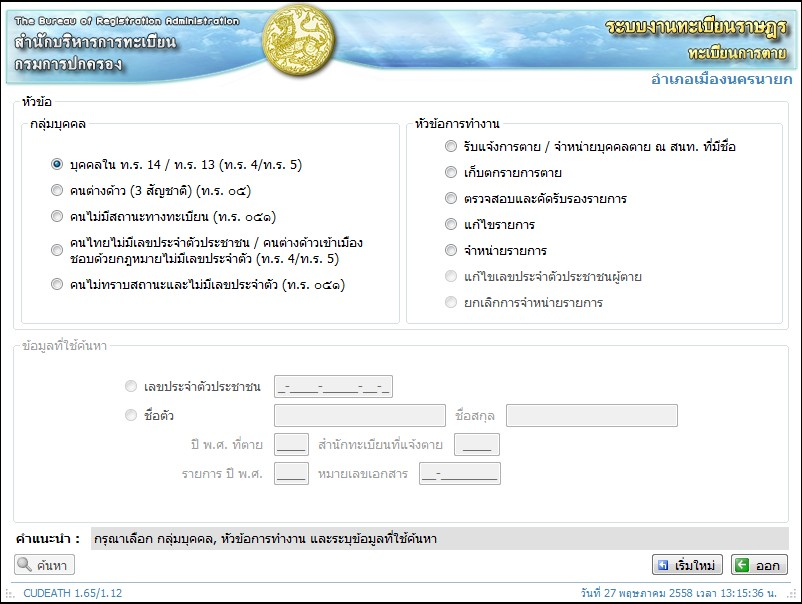 The Bureau of Registration Administration
สำนักบริหารการทะเบียน
กรมการปกครอง
ระบบงานทะเบียนราษฎร
ทะเบียนการตาย
อำเภอเมืองนครนายก
หัวข้อ
กลุ่มบุคคล
บุคคลใน ท.ร. 14 / ท.ร. 13 (ท.ร. 4/ท.ร. 5)
คนต่างด้าว (3 สัญชาติ) (ท.ร. ๐๕)
คนไม่มีสถานะทางทะเบียน (ท.ร. ๐๕๑)
คนไทยไม่มีเลขประจำตัวประชาชน / คนต่างด้าวเข้าเมือง
ชอบด้วยกฎหมายไม่มีเลขประจำตัว (ท.ร. 4/ท.ร. 5)
คนไม่ทราบสถานะและไม่มีเลขประจำตัว (ท.ร. ๐๕๑)
หัวข้อการทำงาน
รับแจ้งการตาย / จำหน่ายบุคคลตาย ณ สนท. ที่มีชื่อ
เก็บตกรายการตาย
ตรวจสอบและคัดรับรองรายการ
แก้ไขรายการ
จำหน่ายรายการ
แก้ไขเลขประจำตัวประชาชนผู้ตาย
ยกเลิกการจำหน่ายรายการ
ข้อมูลที่ใช้ค้นหา
เลขประจำตัวประชาชน _-____-_____-__-_
ชื่อตัว ชื่อสกุล
ปี พ.ศ. ที่ตาย ____ สำนักทะเบียนที่แจ้งตาย ____
รายการ ปี พ.ศ. ____ หมายเลขเอกสาร __-_______
คำแนะนำ : กรุณาเลือก กลุ่มบุคคล, หัวข้อการทำงาน และระบุข้อมูลที่ใช้ค้นหา
ค้นหา เริ่มใหม่ ออก
CUDEATH 1.65/1.12 วันที่ 27 พฤษภาคม 2558 เวลา 13:15:36 น.